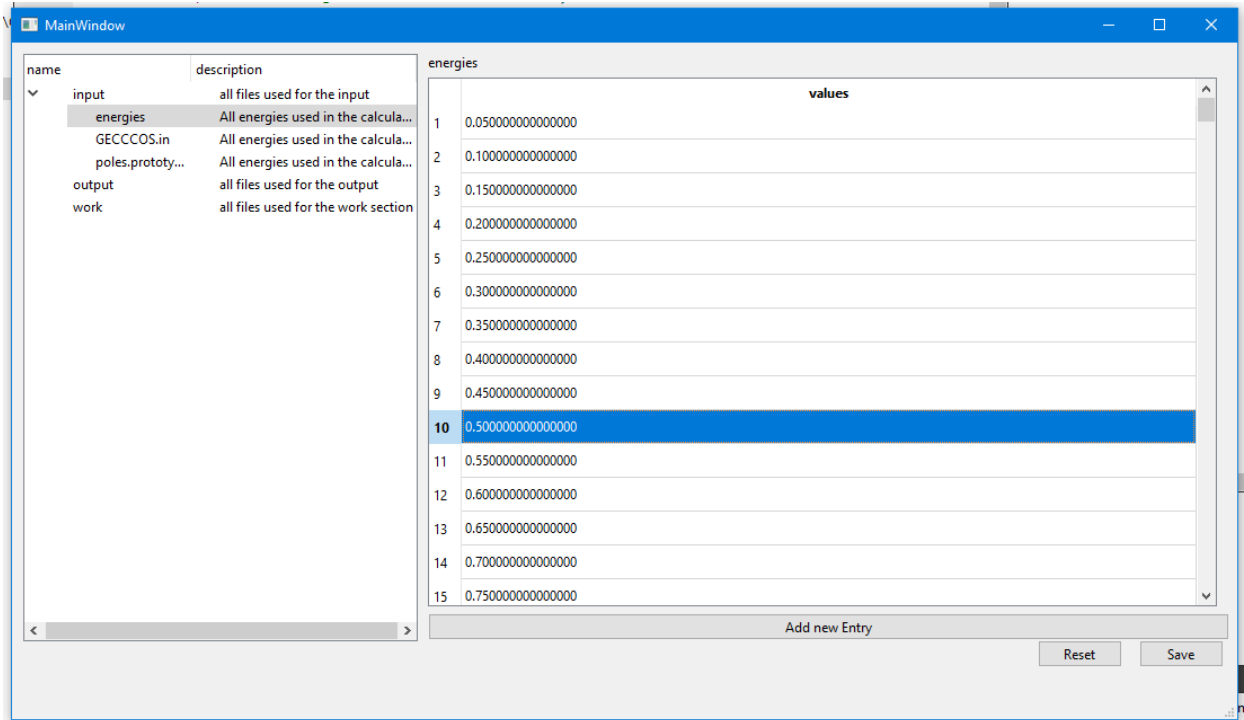 MainWindow
name description
input all files used for the input
energies All energies used in the calcula...
GECCCOS.in All energies used in the calcula...
poles.prototy... All energies used in the calcula...
output all files used for the output
work all files used for the work section
energies
values
1 0.050000000000000
2 0.100000000000000
3 0.150000000000000
4 0.200000000000000
5 0.250000000000000
6 0.300000000000000
7 0.350000000000000
8 0.400000000000000
9 0.450000000000000
10 0.500000000000000
11 0.550000000000000
12 0.600000000000000
13 0.650000000000000
14 0.700000000000000
15 0.750000000000000
Add new Entry
Reset Save